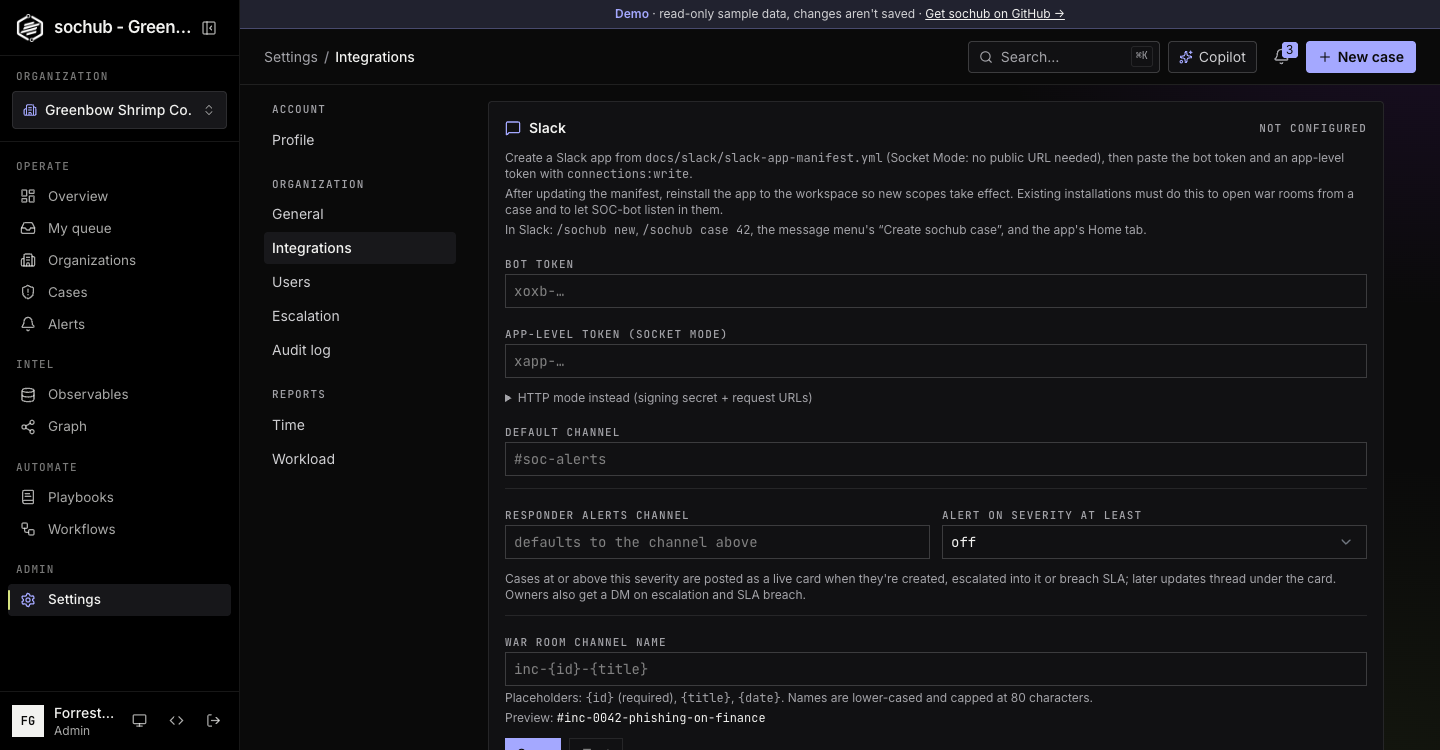 Demo · read-only sample data, changes aren't saved · Get sochub on GitHub →
sochub - Green...
ORGANIZATION
Greenbow Shrimp Co.
OPERATE
Overview
My queue
Organizations
Cases
Alerts
INTEL
Observables
Graph
AUTOMATE
Playbooks
Workflows
ADMIN
Settings
FG
Forrest...
Admin
Settings / Integrations
Search...
⌘K
Copilot
3
+ New case
ACCOUNT
Profile
ORGANIZATION
General
Integrations
Users
Escalation
Audit log
REPORTS
Time
Workload
Slack
NOT CONFIGURED
Create a Slack app from docs/slack/slack-app-manifest.yml (Socket Mode: no public URL needed), then paste the bot token and an app-level
token with connections:write.
After updating the manifest, reinstall the app to the workspace so new scopes take effect. Existing installations must do this to open war rooms from a
case and to let SOC-bot listen in them.
In Slack: /sochub new, /sochub case 42, the message menu's “Create sochub case”, and the app's Home tab.
BOT TOKEN
xoxb-…
APP-LEVEL TOKEN (SOCKET MODE)
xapp-…
HTTP mode instead (signing secret + request URLs)
DEFAULT CHANNEL
#soc-alerts
RESPONDER ALERTS CHANNEL
defaults to the channel above
ALERT ON SEVERITY AT LEAST
off
Cases at or above this severity are posted as a live card when they're created, escalated into it or breach SLA; later updates thread under the card.
Owners also get a DM on escalation and SLA breach.
WAR ROOM CHANNEL NAME
inc-{id}-{title}
Placeholders: {id} (required), {title}, {date}. Names are lower-cased and capped at 80 characters.
Preview: #inc-0042-phishing-on-finance